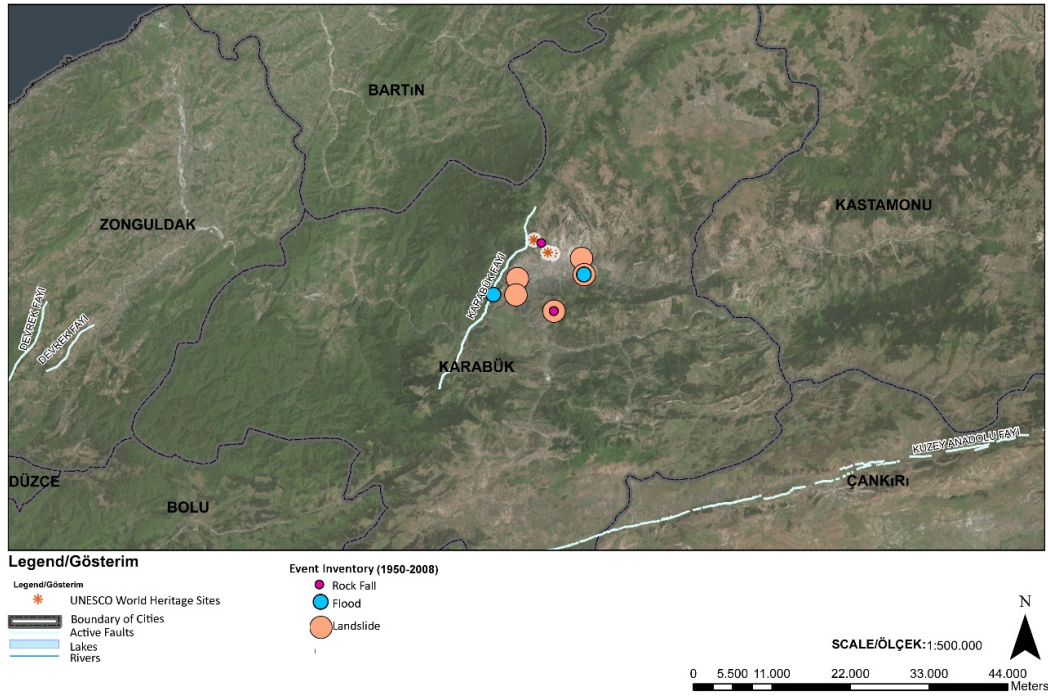 BARTıN
KASTAMONU
ZONGULDAK
KARABÜK FAYI
DEVREK FAYI
DEVREK FAYI
KARABÜK
KUZEY ANADOLU FAYI
DÜZÇE
ÇANKıRı
BOLU
Legend/Gösterim
Legend/Gösterim
UNESCO World Heritage Sites
Boundary of Cities
Active Faults
Lakes
Rivers
Event Inventory (1950-2008)
Rock Fall
Flood
Landslide
N
SCALE/ÖLÇEK:1:500.000
0 5.500 11.000 22.000 33.000 44.000
Meters